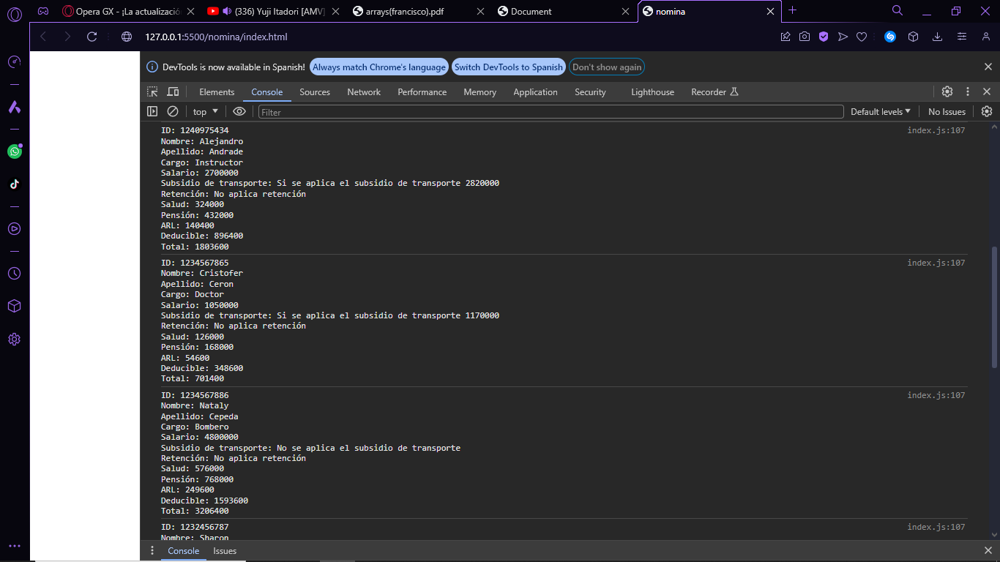 Opera GX - ¡La actualizació
(336) Yuji Itadori [AMV]
arrays(francisco).pdf
Document
nomina
127.0.0.1:5500/nomina/index.html
DevTools is now available in Spanish!
Always match Chrome's language
Switch DevTools to Spanish
Don't show again
Elements
Console
Sources
Network
Performance
Memory
Application
Security
Lighthouse
Recorder
top
Filter
Default levels
No Issues
ID: 1240975434
index.js:107
Nombre: Alejandro
Apellido: Andrade
Cargo: Instructor
Salario: 2700000
Subsidio de transporte: Si se aplica el subsidio de transporte 2820000
Retención: No aplica retención
Salud: 324000
Pensión: 432000
ARL: 140400
Deducible: 896400
Total: 1803600
ID: 1234567865
index.js:107
Nombre: Cristofer
Apellido: Ceron
Cargo: Doctor
Salario: 1050000
Subsidio de transporte: Si se aplica el subsidio de transporte 1170000
Retención: No aplica retención
Salud: 126000
Pensión: 168000
ARL: 54600
Deducible: 348600
Total: 701400
ID: 1234567886
index.js:107
Nombre: Nataly
Apellido: Cepeda
Cargo: Bombero
Salario: 4800000
Subsidio de transporte: No se aplica el subsidio de transporte
Retención: No aplica retención
Salud: 576000
Pensión: 768000
ARL: 249600
Deducible: 1593600
Total: 3206400
ID: 1232456787
index.js:107
Nombre: Sharon
Console
Issues